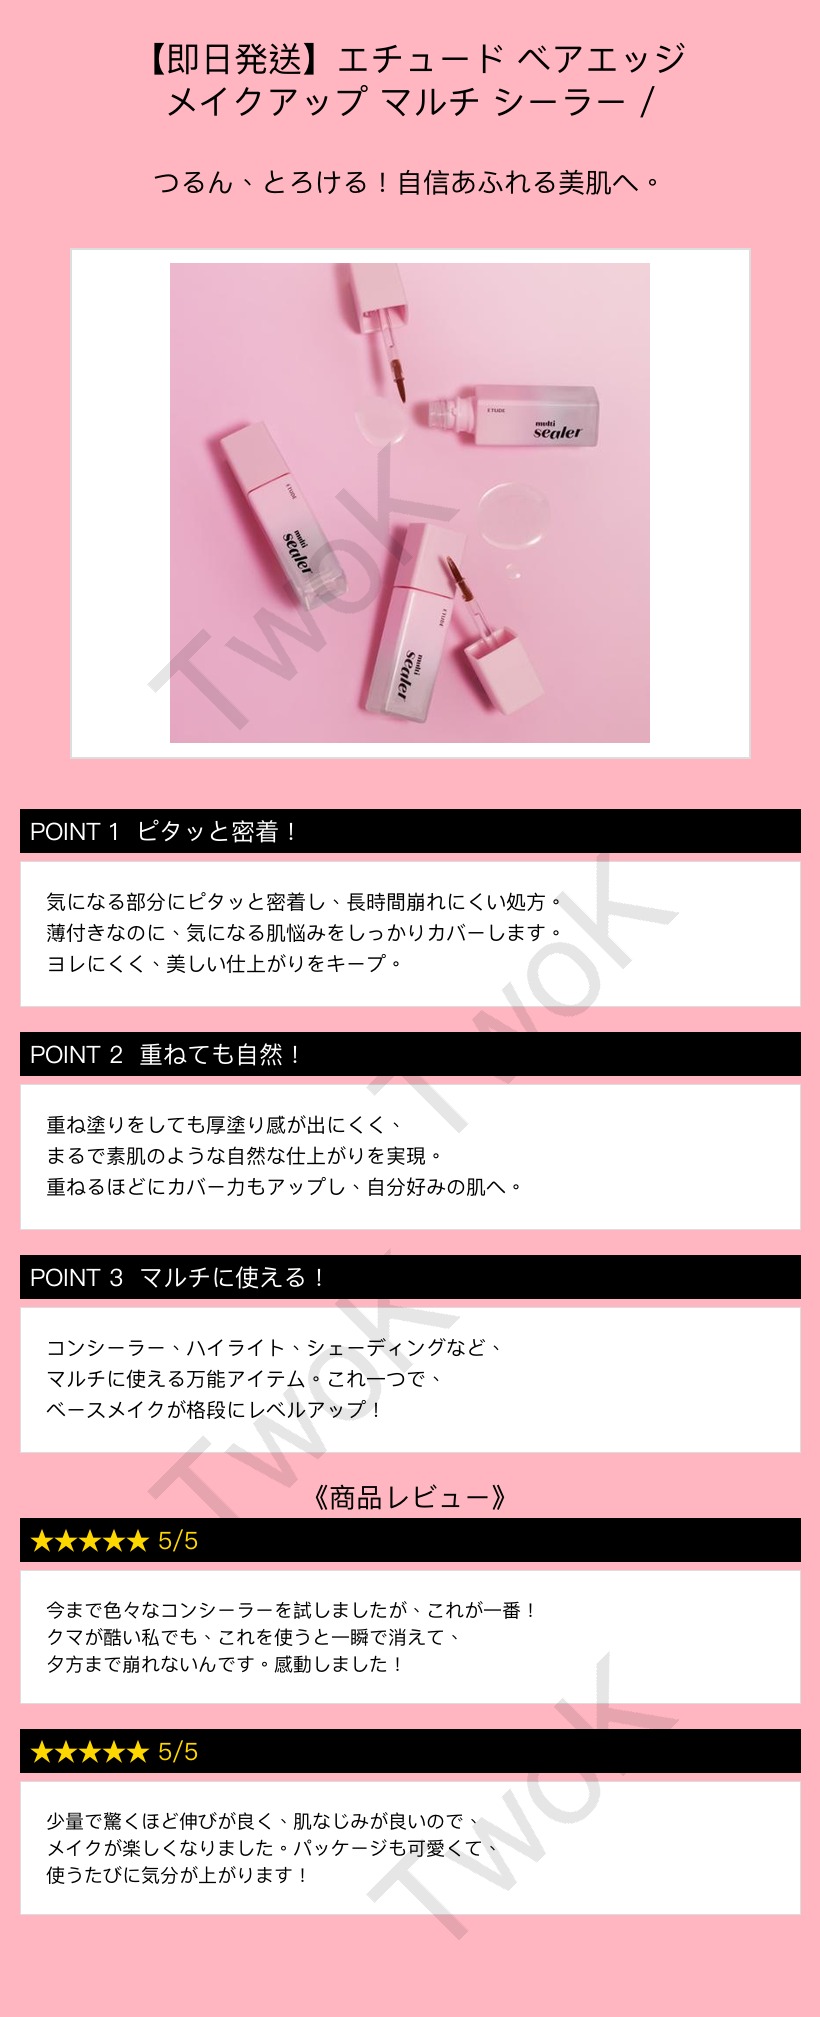 【即日発送】エチュード ベアエッジ
メイクアップ マルチ シーラー /
つるん、とろける！自信あふれる美肌へ。
ETUDE
multi
sealer
ETUDE
multi
sealer
ETUDE
multi
sealer
TwoK
POINT 1 ピタッと密着！
気になる部分にピタッと密着し、長時間崩れにくい処方。
薄付きなのに、気になる肌悩みをしっかりカバーします。
ヨレにくく、美しい仕上がりをキープ。
TwoK
POINT 2 重ねても自然！
重ね塗りをしても厚塗り感が出にくく、
まるで素肌のような自然な仕上がりを実現。
重ねるほどにカバー力もアップし、自分好みの肌へ。
POINT 3 マルチに使える！
コンシーラー、ハイライト、シェーディングなど、
マルチに使える万能アイテム。これ一つで、
ベースメイクが格段にレベルアップ！
TwoK
《商品レビュー》
★★★★★ 5/5
今まで色々なコンシーラーを試しましたが、これが一番！
クマが酷い私でも、これを使うと一瞬で消えて、
夕方まで崩れないんです。感動しました！
★★★★★ 5/5
少量で驚くほど伸びが良く、肌なじみが良いので、
メイクが楽しくなりました。パッケージも可愛くて、
使うたびに気分が上がります！
TwoK